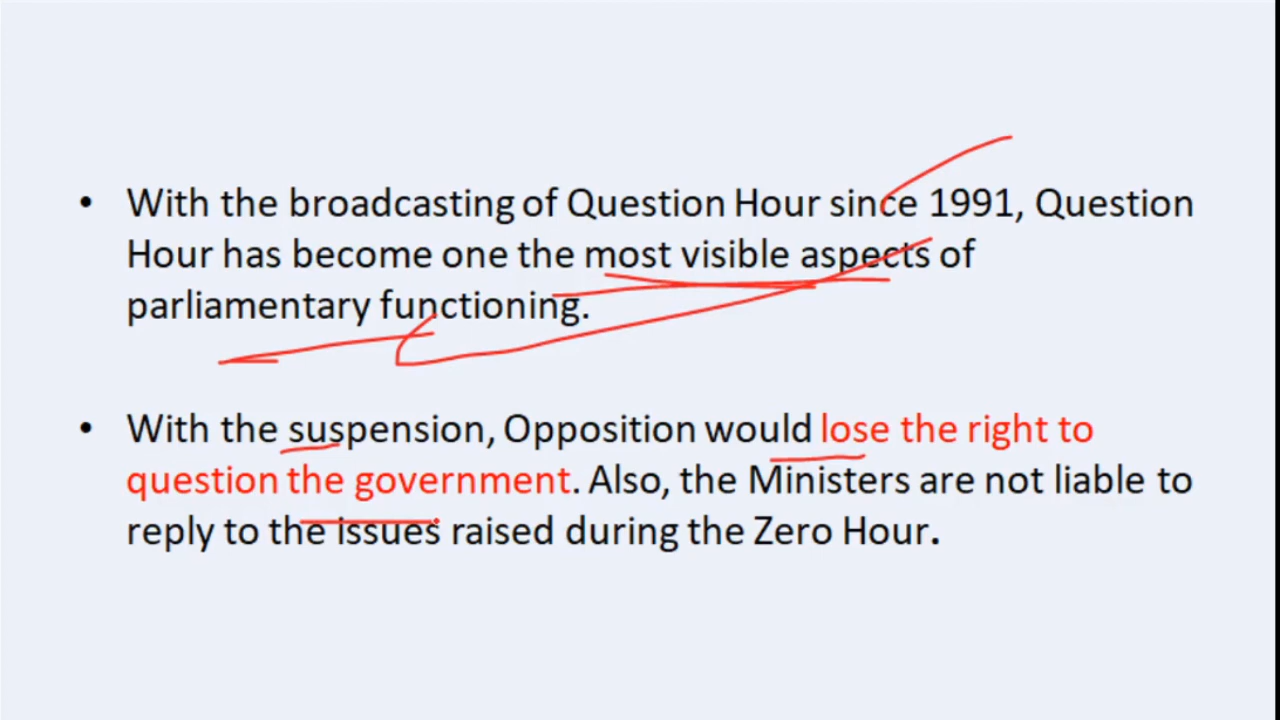 • With the broadcasting of Question Hour since 1991, Question
Hour has become one the most visible aspects of
parliamentary functioning.
• With the suspension, Opposition would lose the right to
question the government. Also, the Ministers are not liable to
reply to the issues raised during the Zero Hour.